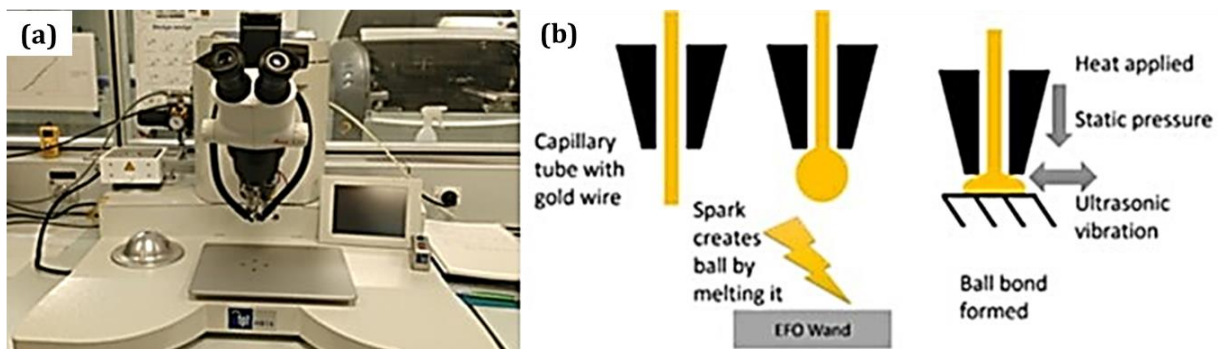 (a)
(b)
Capillary
tube with
gold wire
Spark
creates
ball by
melting it
EFO Wand
Heat applied
Static pressure
Ultrasonic
vibration
Ball bond
formed